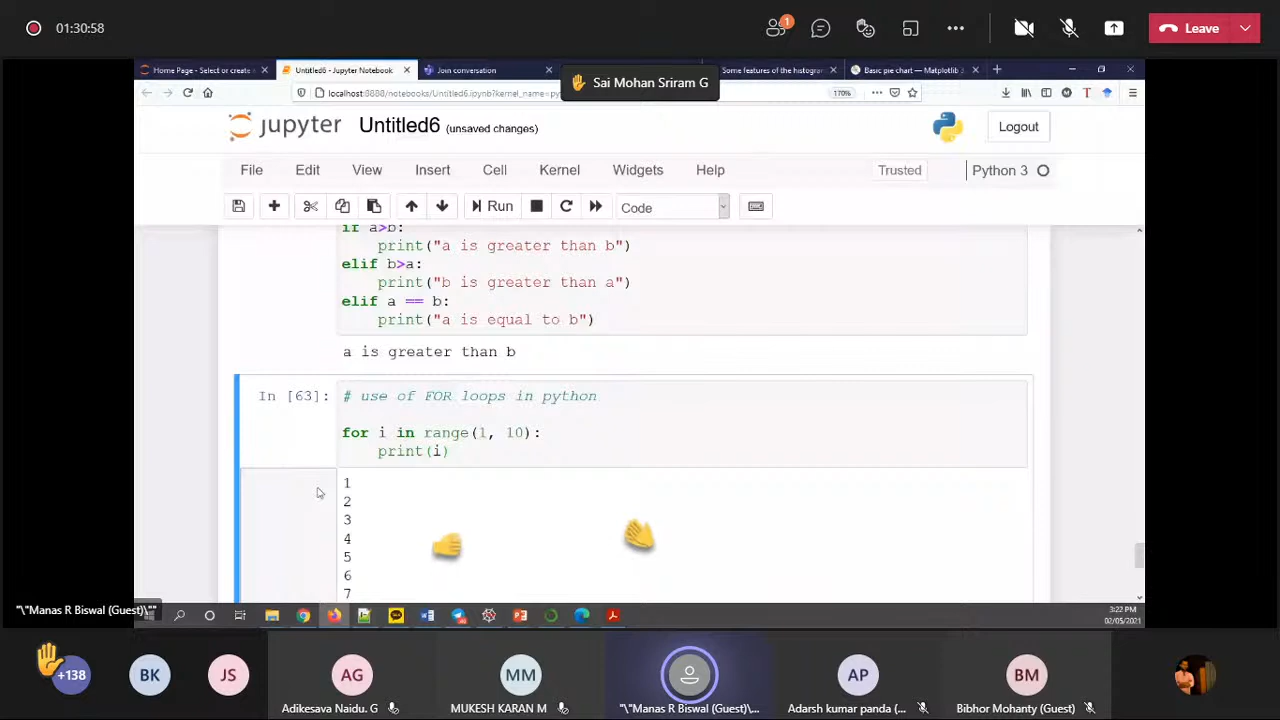 01:30:58
1
Leave
Home Page - Select or create a
Untitled6 - Jupyter Notebook
Join conversation
Some features of the histogra
Basic pie chart — Matplotlib 3.
Sai Mohan Sriram G
localhost:8888/notebooks/Untitled6.ipynb?kernel_name=py
170%
jupyter
Untitled6
(unsaved changes)
Logout
File
Edit
View
Insert
Cell
Kernel
Widgets
Help
Trusted
Python 3
Run
Code
if a>b:
print("a is greater than b")
elif b>a:
print("b is greater than a")
elif a == b:
print("a is equal to b")
a is greater than b
In [63]:
# use of FOR loops in python
for i in range(1, 10):
print(i)
1
2
3
4
5
6
7
"\"Manas R Biswal (Guest)\""
3:22 PM
02/05/2021
+138
BK
JS
AG
MM
AP
BM
Adikesava Naidu. G
MUKESH KARAN M
"\"Manas R Biswal (Guest)\...
Adarsh kumar panda (...
Bibhor Mohanty (Guest)